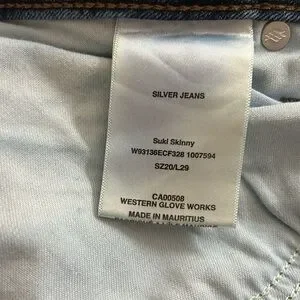 SILVER JEANS
Suki Skinny
W93136ECF328 1007594
SZ20/L29
CA00508
WESTERN GLOVE WORKS
MADE IN MAURITIUS